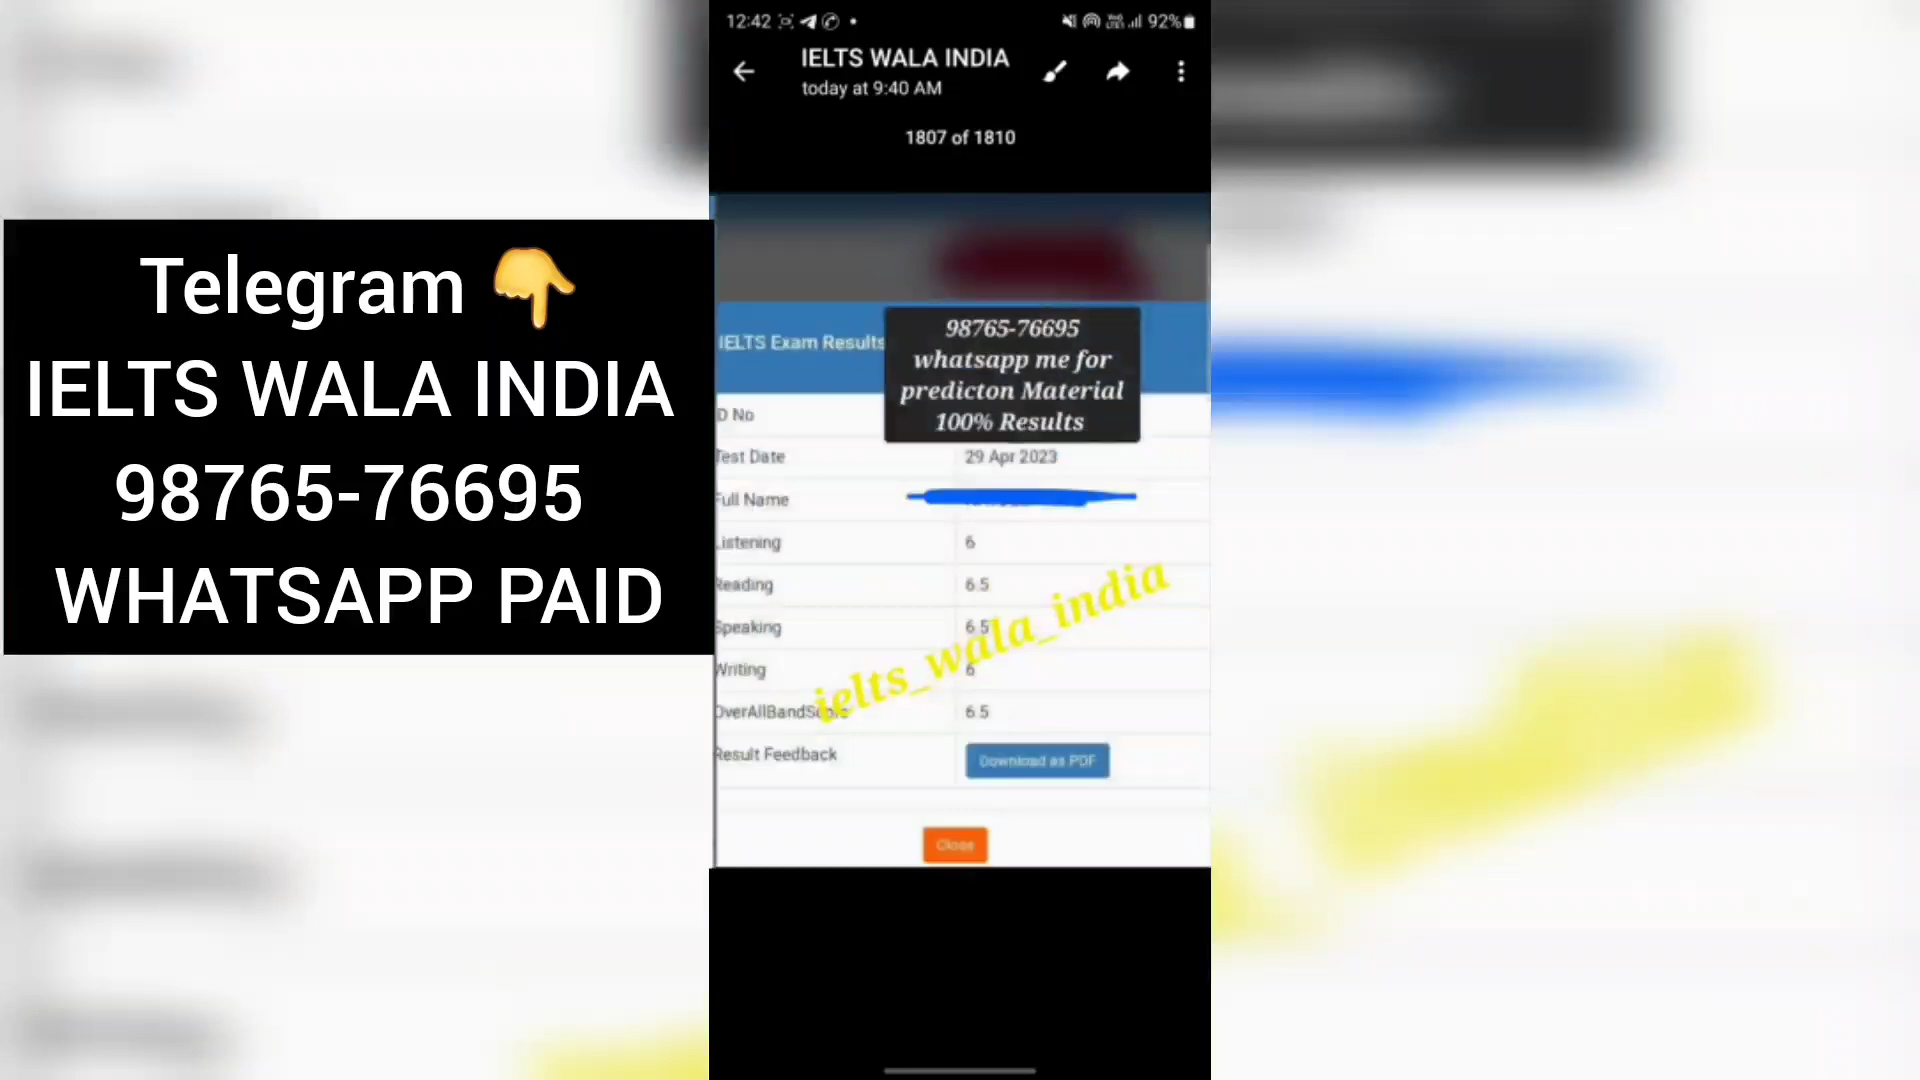 Telegram 👇
IELTS WALA INDIA
98765-76695
WHATSAPP PAID
12:42
92%
IELTS WALA INDIA
today at 9:40 AM
1807 of 1810
IELTS Exam Results
98765-76695
whatsapp me for
predicton Material
100% Results
D No
Test Date 29 Apr 2023
Full Name
Listening 6
Reading 6.5
Speaking 6.5
Writing 6
OverAllBandScore 6.5
ielts_wala_india
Result Feedback Download as PDF
Close